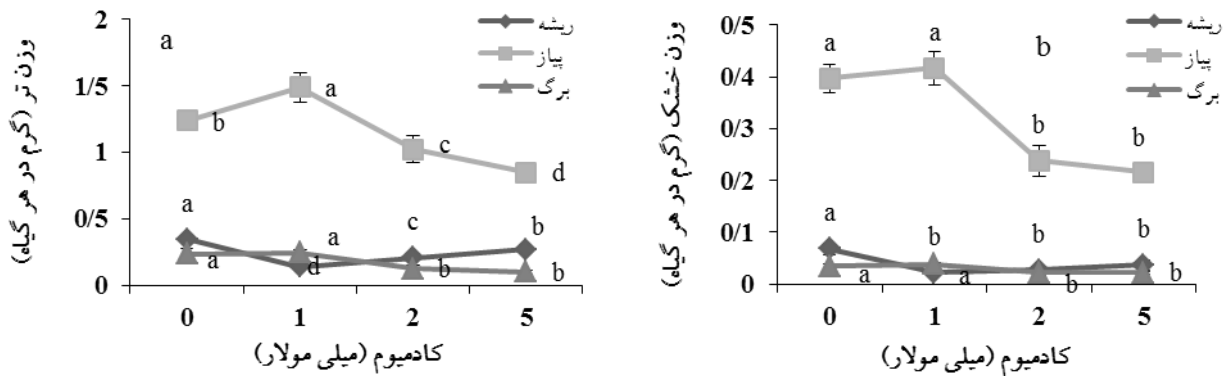 a
ریشه
پیاز
برگ
وزن تر (گرم در هر گیاه)
2
1/5
1
0/5
0
b
a
c
d
a
d
c
b
a
a
b
b
0 1 2 5
کادمیوم (میلی مولار)
b
ریشه
پیاز
برگ
وزن خشک (گرم در هر گیاه)
0/5
0/4
0/3
0/2
0/1
0
a
a
b
b
a
b
b
b
a
a
b
b
0 1 2 5
کادمیوم (میلی مولار)